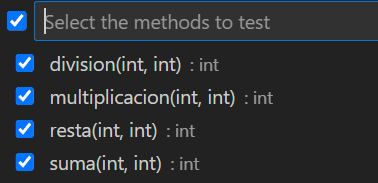 Select the methods to test
division(int, int) : int
multiplicacion(int, int) : int
resta(int, int) : int
suma(int, int) : int